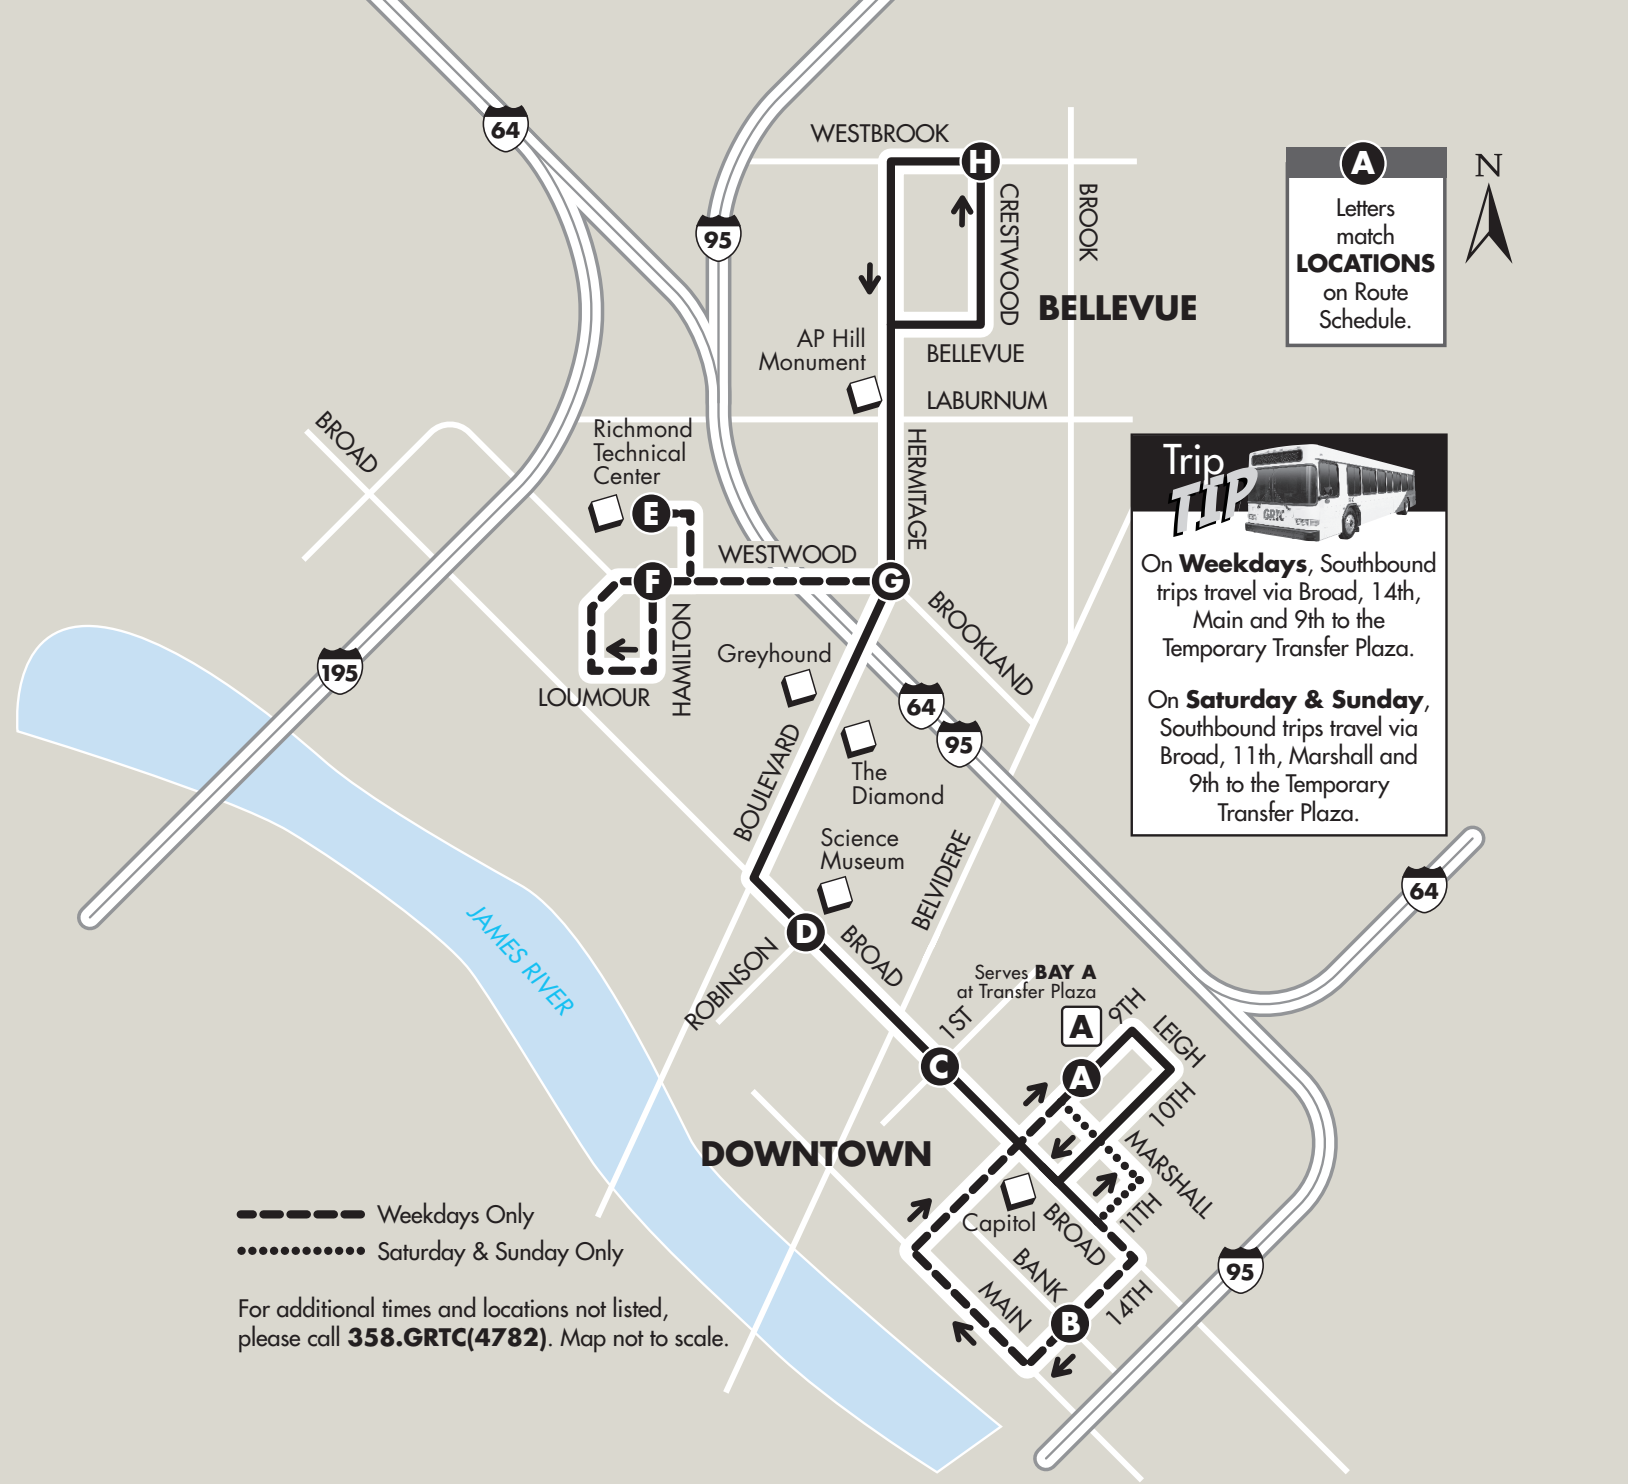 64
95
WESTBROOK
H
CRESTWOOD
BROOK
BELLEVUE
AP Hill
Monument
BELLEVUE
LABURNUM
HERMITAGE
A
Letters
match
LOCATIONS
on Route
Schedule.
N
BROAD
Richmond
Technical
Center
E
WESTWOOD
F
G
HAMILTON
LOUMOUR
BROOKLAND
Greyhound
195
64
95
BOULEVARD
The
Diamond
Science
Museum
BELVIDERE
Trip
TIP
GRTC
On Weekdays, Southbound
trips travel via Broad, 14th,
Main and 9th to the
Temporary Transfer Plaza.
On Saturday & Sunday,
Southbound trips travel via
Broad, 11th, Marshall and
9th to the Temporary
Transfer Plaza.
64
JAMES RIVER
D
ROBINSON
BROAD
Serves BAY A
at Transfer Plaza
A
9TH
LEIGH
1ST
C
A
10TH
MARSHALL
DOWNTOWN
Capitol
BROAD
11TH
BANK
MAIN
14TH
B
95
Weekdays Only
Saturday & Sunday Only
For additional times and locations not listed,
please call 358.GRTC(4782). Map not to scale.